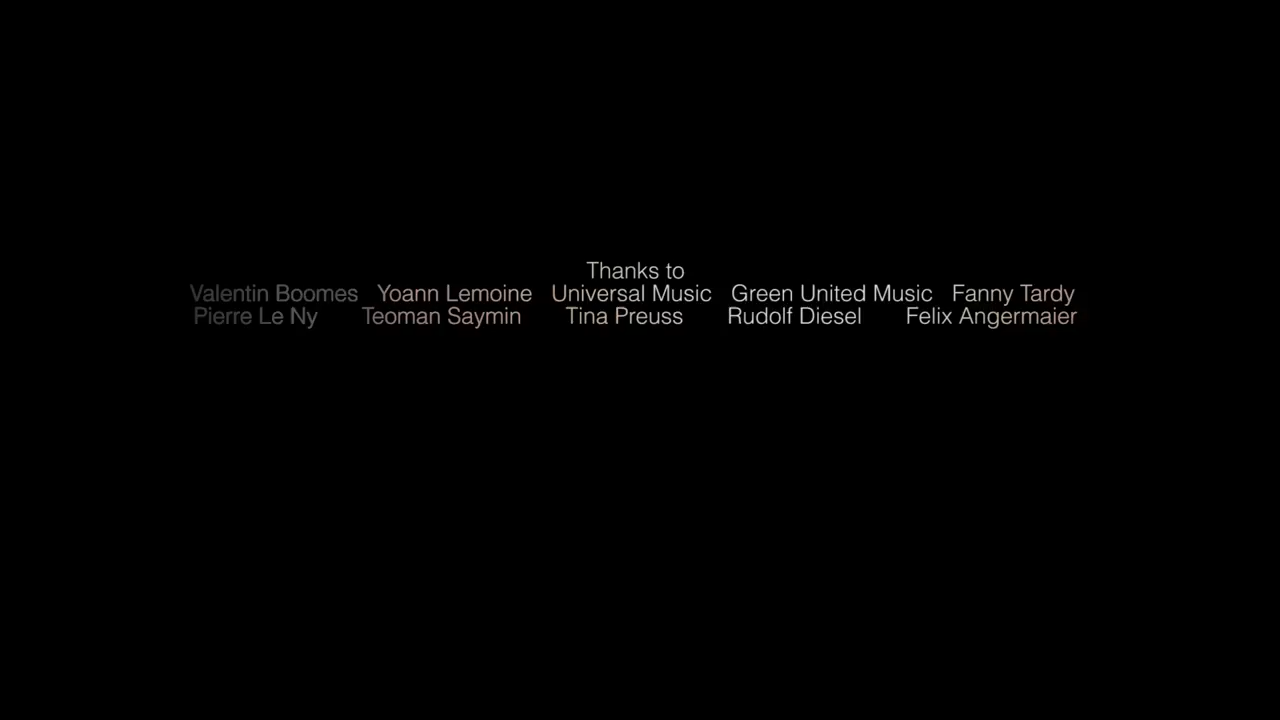 Thanks to
Valentin Boomes Yoann Lemoine Universal Music Green United Music Fanny Tardy
Pierre Le Ny Teoman Saymin Tina Preuss Rudolf Diesel Felix Angermaier